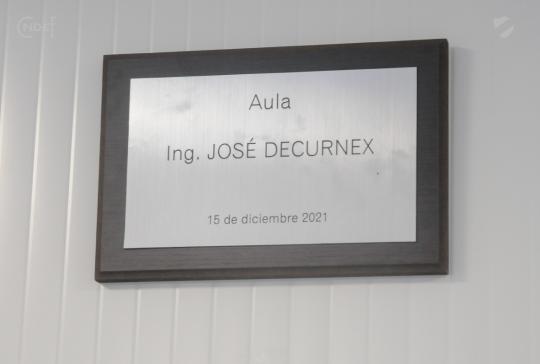 Aula
Ing. JOSÉ DECURNEX
15 de diciembre 2021